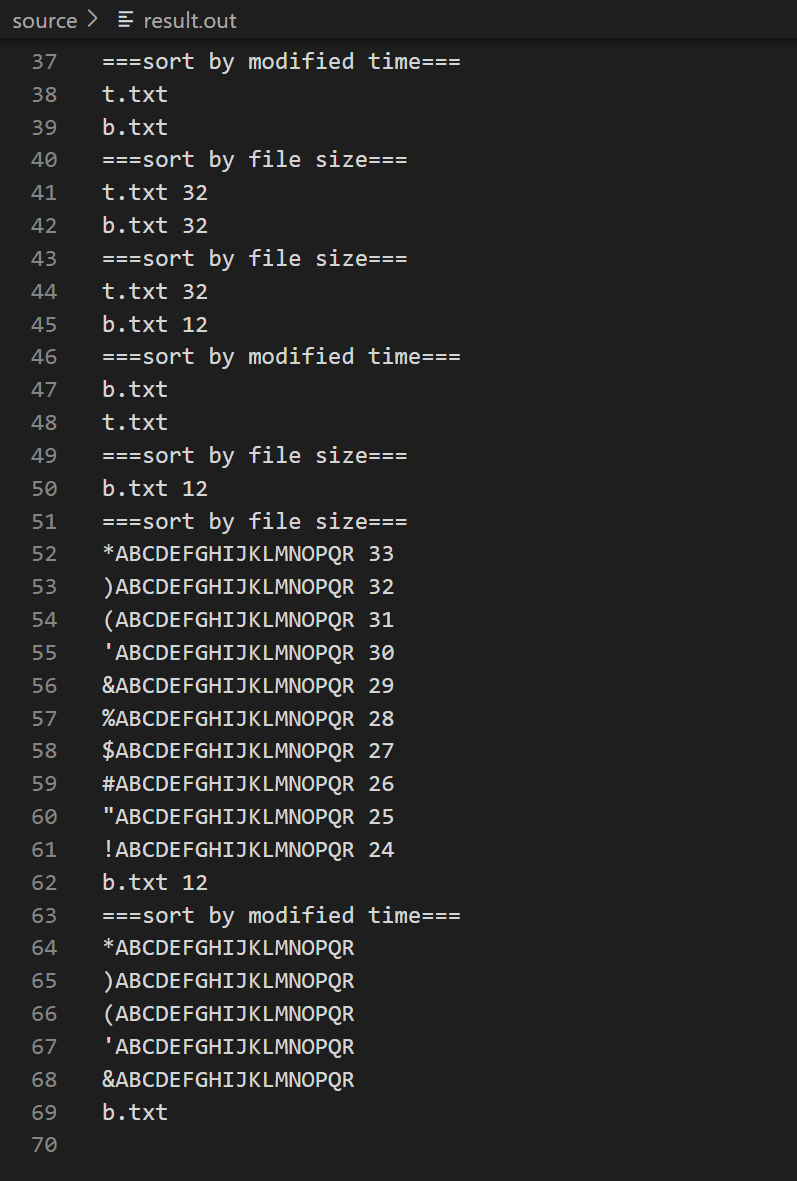 source > result.out
37 ===sort by modified time===
38 t.txt
39 b.txt
40 ===sort by file size===
41 t.txt 32
42 b.txt 32
43 ===sort by file size===
44 t.txt 32
45 b.txt 12
46 ===sort by modified time===
47 b.txt
48 t.txt
49 ===sort by file size===
50 b.txt 12
51 ===sort by file size===
52 *ABCDEFGHIJKLMNOPQR 33
53 )ABCDEFGHIJKLMNOPQR 32
54 (ABCDEFGHIJKLMNOPQR 31
55 'ABCDEFGHIJKLMNOPQR 30
56 &ABCDEFGHIJKLMNOPQR 29
57 %ABCDEFGHIJKLMNOPQR 28
58 $ABCDEFGHIJKLMNOPQR 27
59 #ABCDEFGHIJKLMNOPQR 26
60 "ABCDEFGHIJKLMNOPQR 25
61 !ABCDEFGHIJKLMNOPQR 24
62 b.txt 12
63 ===sort by modified time===
64 *ABCDEFGHIJKLMNOPQR
65 )ABCDEFGHIJKLMNOPQR
66 (ABCDEFGHIJKLMNOPQR
67 'ABCDEFGHIJKLMNOPQR
68 &ABCDEFGHIJKLMNOPQR
69 b.txt
70